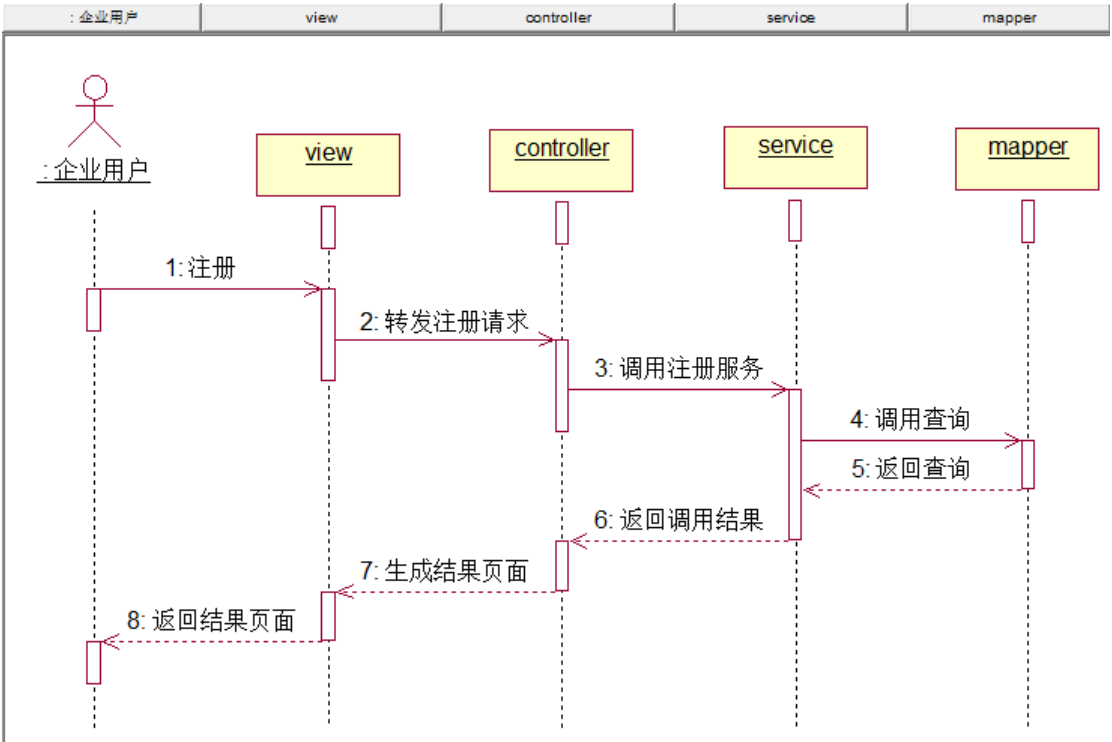 : 企业用户
view
controller
service
mapper
: 企业用户
view
controller
service
mapper
1: 注册
2: 转发注册请求
3: 调用注册服务
4: 调用查询
5: 返回查询
6: 返回调用结果
7: 生成结果页面
8: 返回结果页面